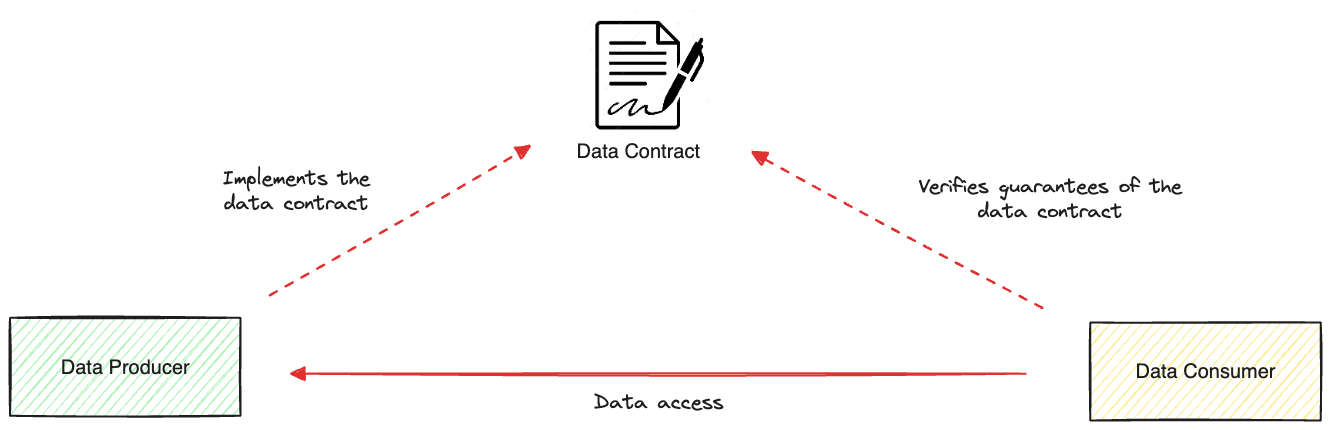 Data Contract
Implements the
data contract
Verifies guarantees of the
data contract
Data Producer
Data Consumer
Data access